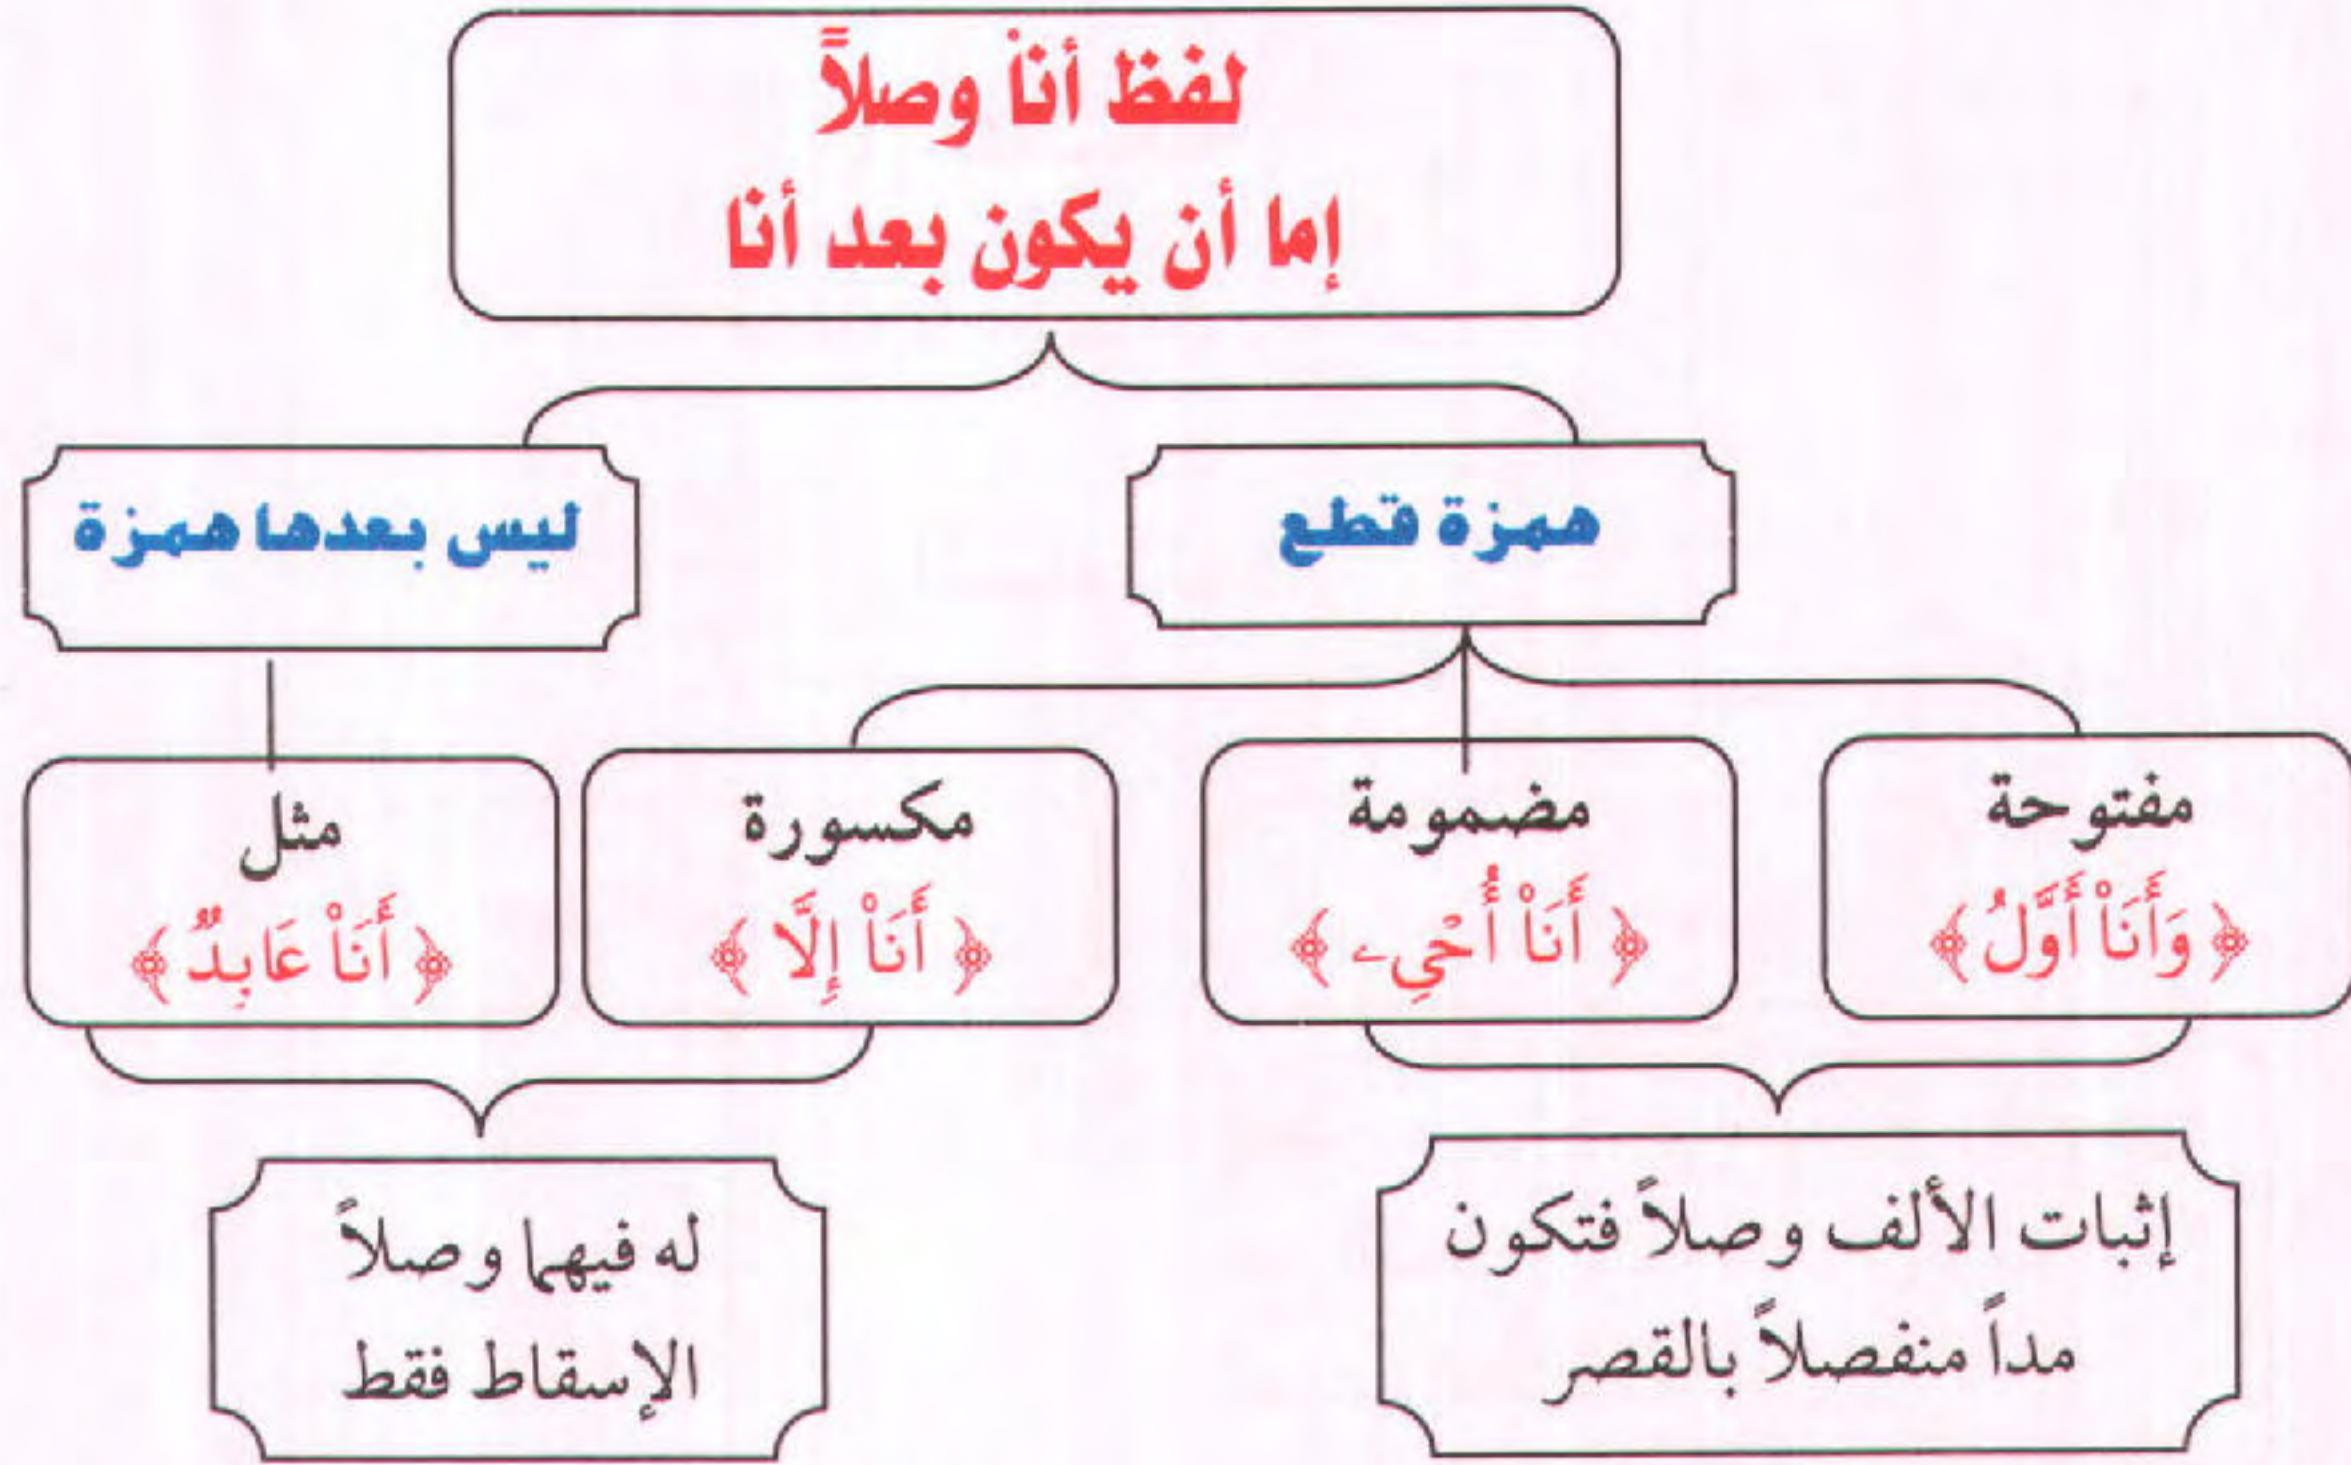 لفظ أناْ وصلاً
إما أن يكون بعد أنا
همزة قطع
ليس بعدها همزة
مفتوحة
﴿ وَأَنَا۠ أَوَّلُ ﴾
مضمومة
﴿ أَنَا۠ أُحْيِۦ ﴾
مكسورة
﴿ أَنَا۠ إِلَّا ﴾
مثل
﴿ أَنَا۠ عَابِدٌ ﴾
إثبات الألف وصلاً فتكون
مداً منفصلاً بالقصر
له فيهما وصلاً
الإسقاط فقط